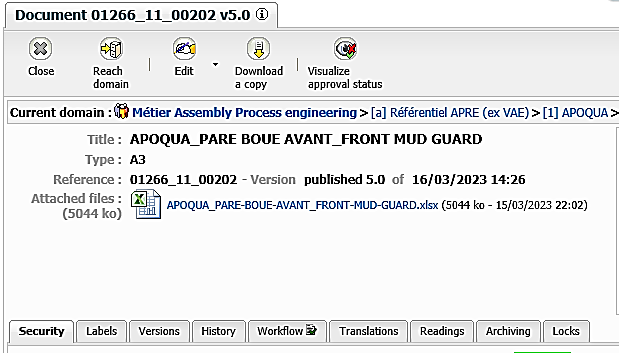 Document 01266_11_00202 v5.0
Close
Reach domain
Edit
Download a copy
Visualize approval status
Current domain : Métier Assembly Process engineering > [a] Référentiel APRE (ex VAE) > [1] APOQUA >
Title : APOQUA_PARE BOUE AVANT_FRONT MUD GUARD
Type : A3
Reference : 01266_11_00202 - Version published 5.0 of 16/03/2023 14:26
Attached files : (5044 ko) APOQUA_PARE-BOUE-AVANT_FRONT-MUD-GUARD.xlsx (5044 ko - 15/03/2023 22:02)
Security Labels Versions History Workflow Translations Readings Archiving Locks